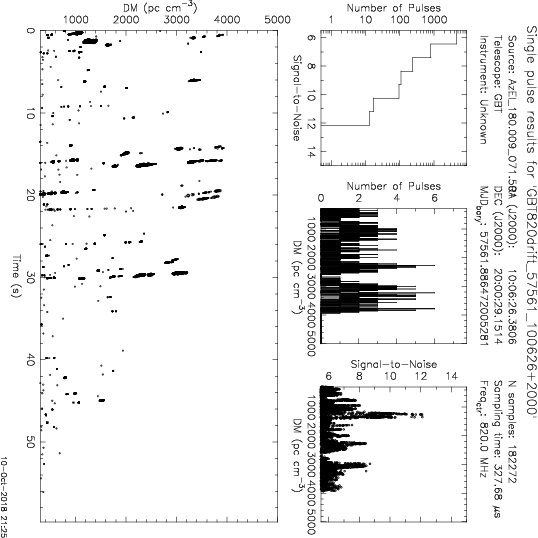 Single pulse results for 'GBT820drift_57561_100626+2000'
Source: AzEl_180.009_071.56
RA (J2000): 10:06:26.3806
N samples: 182272
Telescope: GBT
DEC (J2000): 20:00:29.1514
Sampling time: 327.68 μs
Instrument: Unknown
MJDbary: 57561.886472005281
Freqctr: 820.0 MHz
Number of Pulses
1 10 100 1000
Signal-to-Noise
6 8 10 12 14
Number of Pulses
0 2 4 6
DM (pc cm-3)
1000 2000 3000 4000 5000
Signal-to-Noise
6 8 10 12 14
DM (pc cm-3)
1000 2000 3000 4000 5000
DM (pc cm-3)
1000 2000 3000 4000 5000
Time (s)
0 10 20 30 40 50
10-Oct-2018 21:25